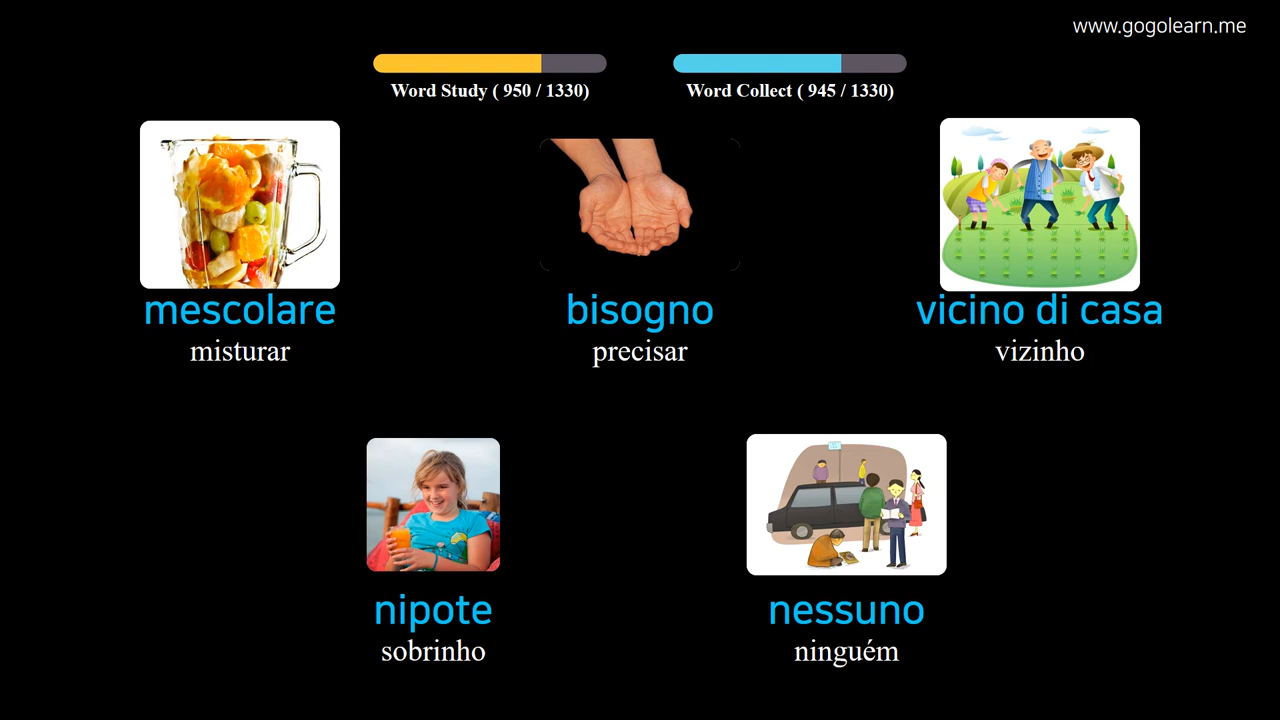 www.gogolearn.me
Word Study ( 950 / 1330)
Word Collect ( 945 / 1330)
mescolare
misturar
bisogno
precisar
vicino di casa
vizinho
nipote
sobrinho
nessuno
ninguém